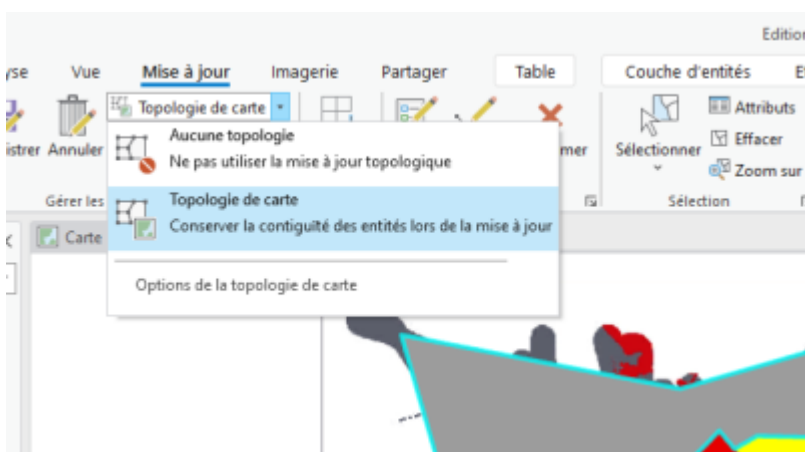 Edition
yse Vue Mise à jour Imagerie Partager Table Couche d'entités E
Topologie de carte
Attributs
istrer Annuler
Aucune topologie
Ne pas utiliser la mise à jour topologique
mer
Sélectionner
Effacer
Zoom sur
Gérer les
Topologie de carte
Conserver la contiguïté des entités lors de la mise à jour
Sélection
Carte
Options de la topologie de carte